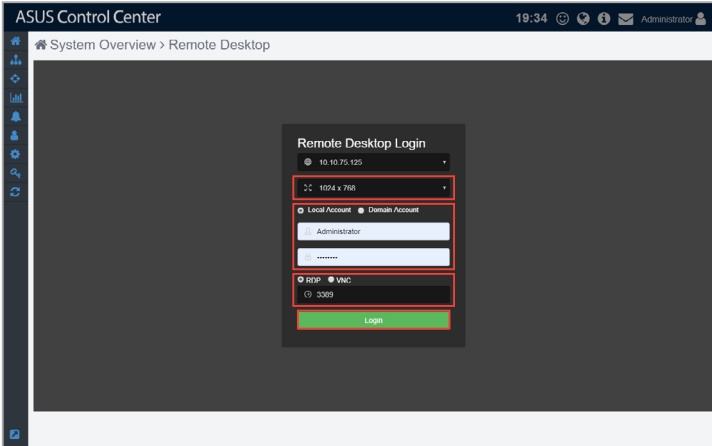 ASUS Control Center
19:34
Administrator
System Overview > Remote Desktop
Remote Desktop Login
10.10.75.125
1024 x 768
Local Account Domain Account
Administrator
••••••••
RDP VNC
3389
Login